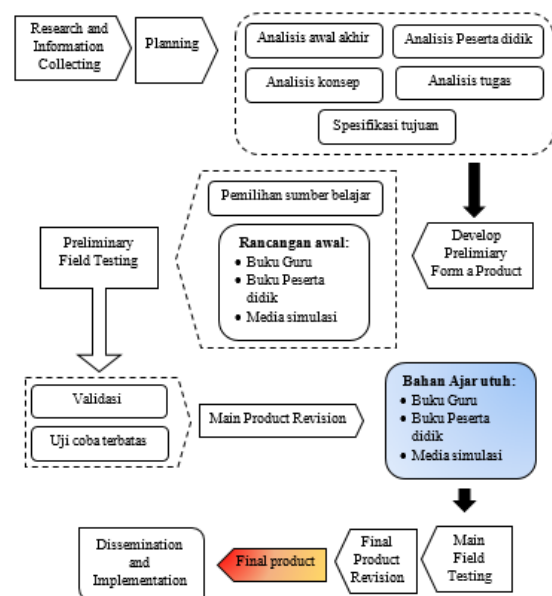 Research and
Information
Collecting
Planning
Analisis awal akhir
Analisis Peserta didik
Analisis konsep
Analisis tugas
Spesifikasi tujuan
Pemilihan sumber belajar
Rancangan awal:
• Buku Guru
• Buku Peserta
didik
• Media simulasi
Develop
Prelimiary
Form a Product
Preliminary
Field Testing
Validasi
Uji coba terbatas
Main Product Revision
Bahan Ajar utuh:
• Buku Guru
• Buku Peserta
didik
• Media simulasi
Main
Field
Testing
Final
Product
Revision
Final product
Dissemination
and
Implementation